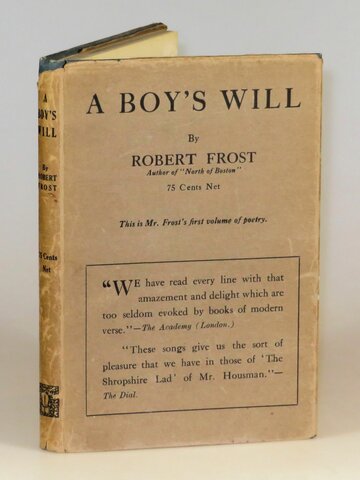 A
BOY'S
WILL
By
ROBERT
FROST
75 Cents
Net
A BOY'S WILL
By
ROBERT FROST
Author of "North of Boston"
75 Cents Net
This is Mr. Frost's first volume of poetry.
"WE have read every line with that
amazement and delight which are
too seldom evoked by books of modern
verse."—The Academy (London.)
"These songs give us the sort of
pleasure that we have in those of 'The
Shropshire Lad' of Mr. Housman."—
The Dial.